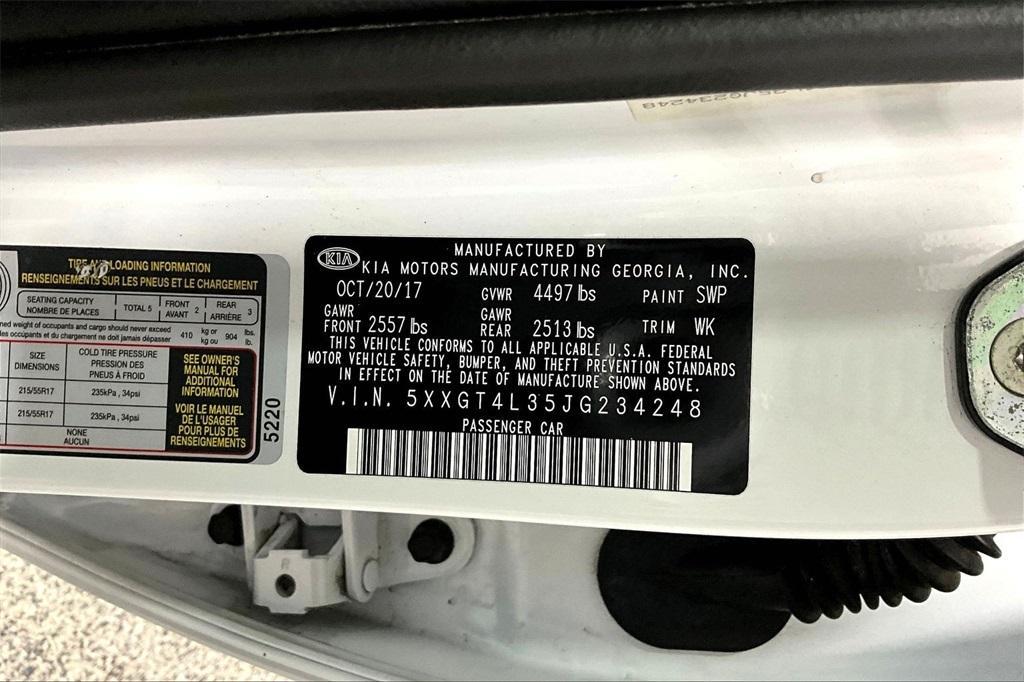 35JG234248
TIRE AND LOADING INFORMATION
RENSEIGNEMENTS SUR LES PNEUS ET LE CHARGEMENT
SEATING CAPACITY
NOMBRE DE PLACES
TOTAL 5
FRONT
AVANT 2
REAR
ARRIÈRE 3
ned weight of occupants and cargo should never exceed
les occupants et du chargement ne doit jamais dépasser
410 kg or
kg ou
904 lbs.
lb.
SIZE
DIMENSIONS
COLD TIRE PRESSURE
PRESSION DES
PNEUS À FROID
215/55R17 235kPa , 34psi
215/55R17 235kPa , 34psi
NONE
AUCUN
SEE OWNER'S
MANUAL FOR
ADDITIONAL
INFORMATION
VOIR LE MANUEL
DE L'USAGER
POUR PLUS DE
RENSEIGNEMENTS
5220
KIA
MANUFACTURED BY
KIA MOTORS MANUFACTURING GEORGIA, INC.
OCT/20/17 GVWR 4497 lbs PAINT SWP
GAWR
FRONT 2557 lbs
GAWR
REAR 2513 lbs
TRIM WK
THIS VEHICLE CONFORMS TO ALL APPLICABLE U.S.A. FEDERAL
MOTOR VEHICLE SAFETY, BUMPER, AND THEFT PREVENTION STANDARDS
IN EFFECT ON THE DATE OF MANUFACTURE SHOWN ABOVE.
V.I.N. 5XXGT4L35JG234248
PASSENGER CAR